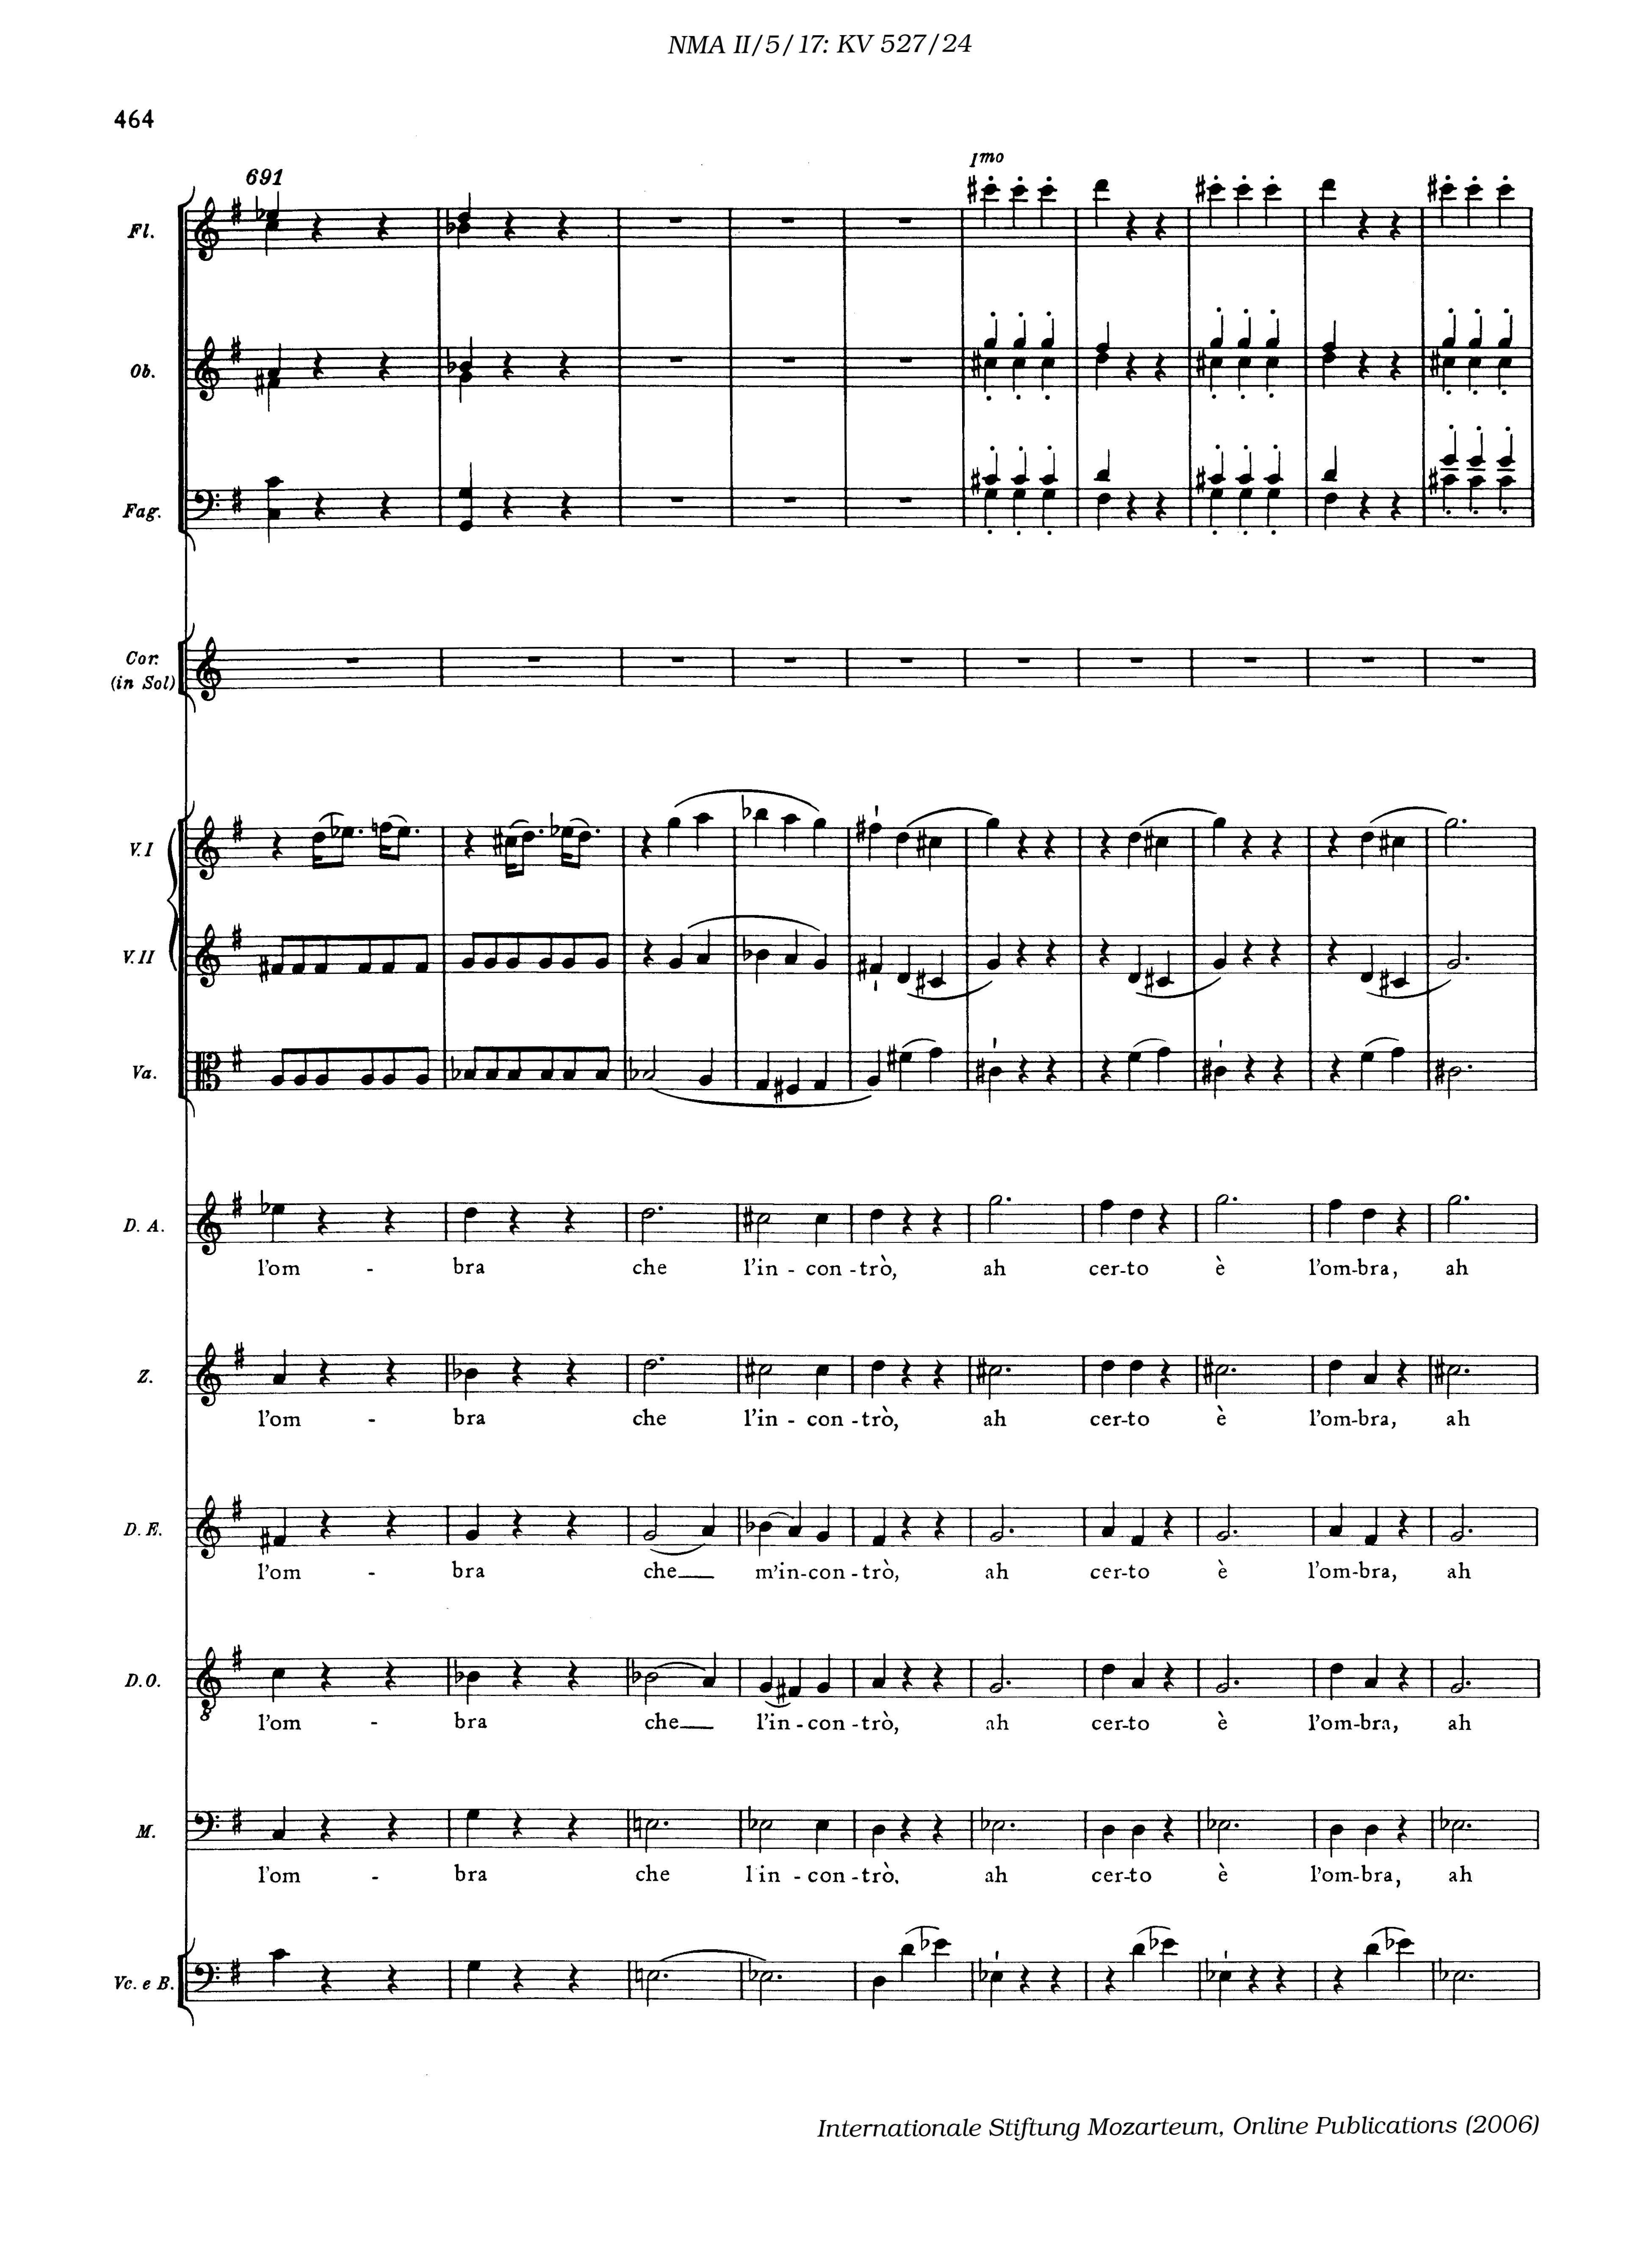 NMA II/5/17: KV 527/24
464
691
Imo
Fl.
Ob.
Fag.
Cor.
(in Sol)
V. I
V. II
Va.
D. A.
l'om - bra che l'in - con - trò, ah cer-to è l'om-bra, ah
Z.
l'om - bra che l'in - con - trò, ah cer-to è l'om-bra, ah
D. E.
l'om - bra che m'in-con - trò, ah cer-to è l'om-bra, ah
D.O.
l'om - bra che l'in - con - trò, ah cer-to è l'om-bra, ah
M.
l'om - bra che l in - con - trò. ah cer-to è l'om-bra, ah
Vc. e B.
Internationale Stiftung Mozarteum, Online Publications (2006)